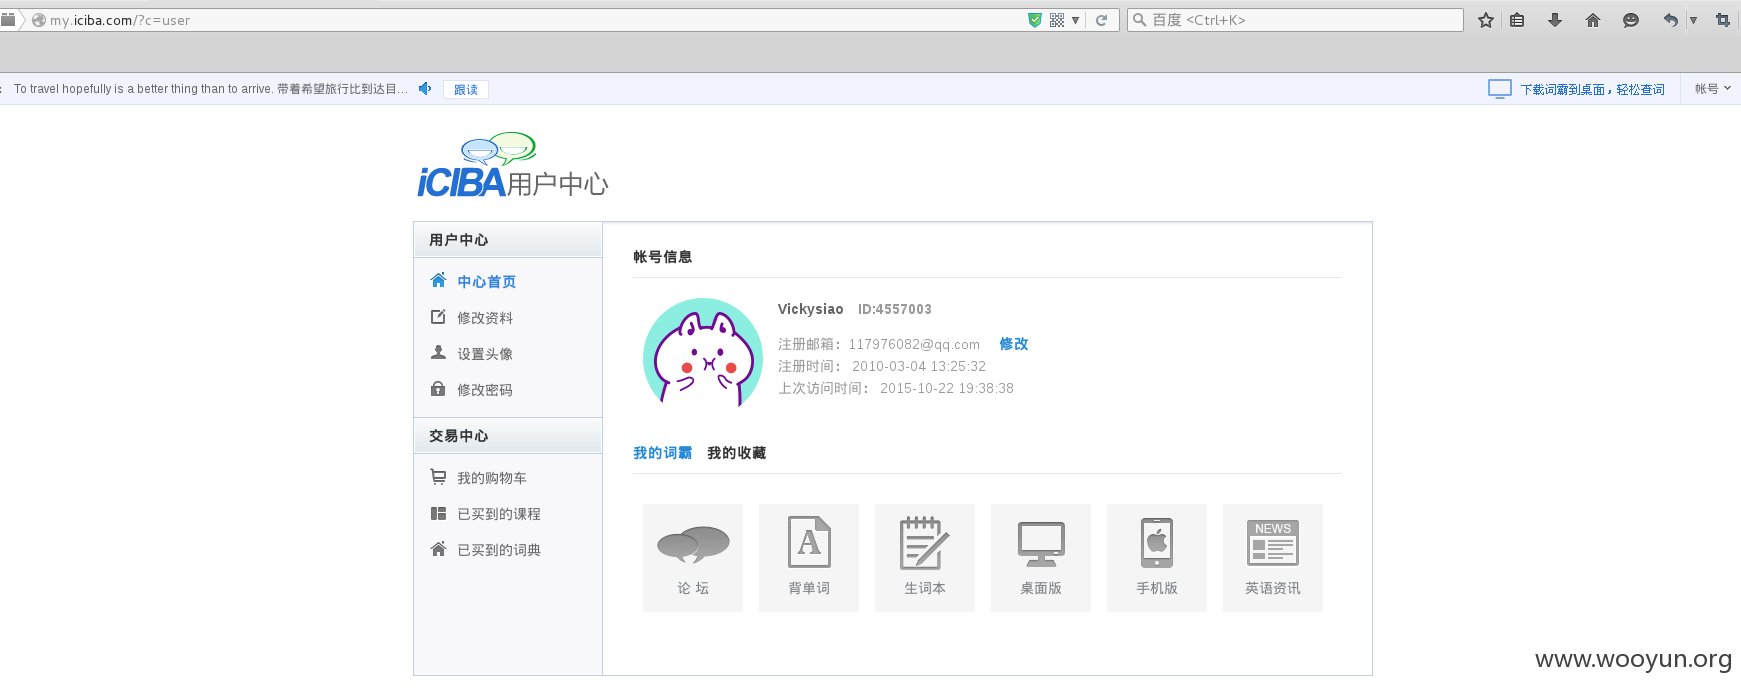 my.iciba.com/?c=user
百度 <Ctrl+K>
To travel hopefully is a better thing than to arrive. 带着希望旅行比到达目...
跟读
下载词霸到桌面，轻松查词
帐号
iCIBA用户中心
用户中心
中心首页
修改资料
设置头像
修改密码
交易中心
我的购物车
已买到的课程
已买到的词典
帐号信息
Vickysiao ID:4557003
注册邮箱：117976082@qq.com 修改
注册时间： 2010-03-04 13:25:32
上次访问时间： 2015-10-22 19:38:38
我的词霸 我的收藏
A
NEWS
论 坛
背单词
生词本
桌面版
手机版
英语资讯
www.wooyun.org